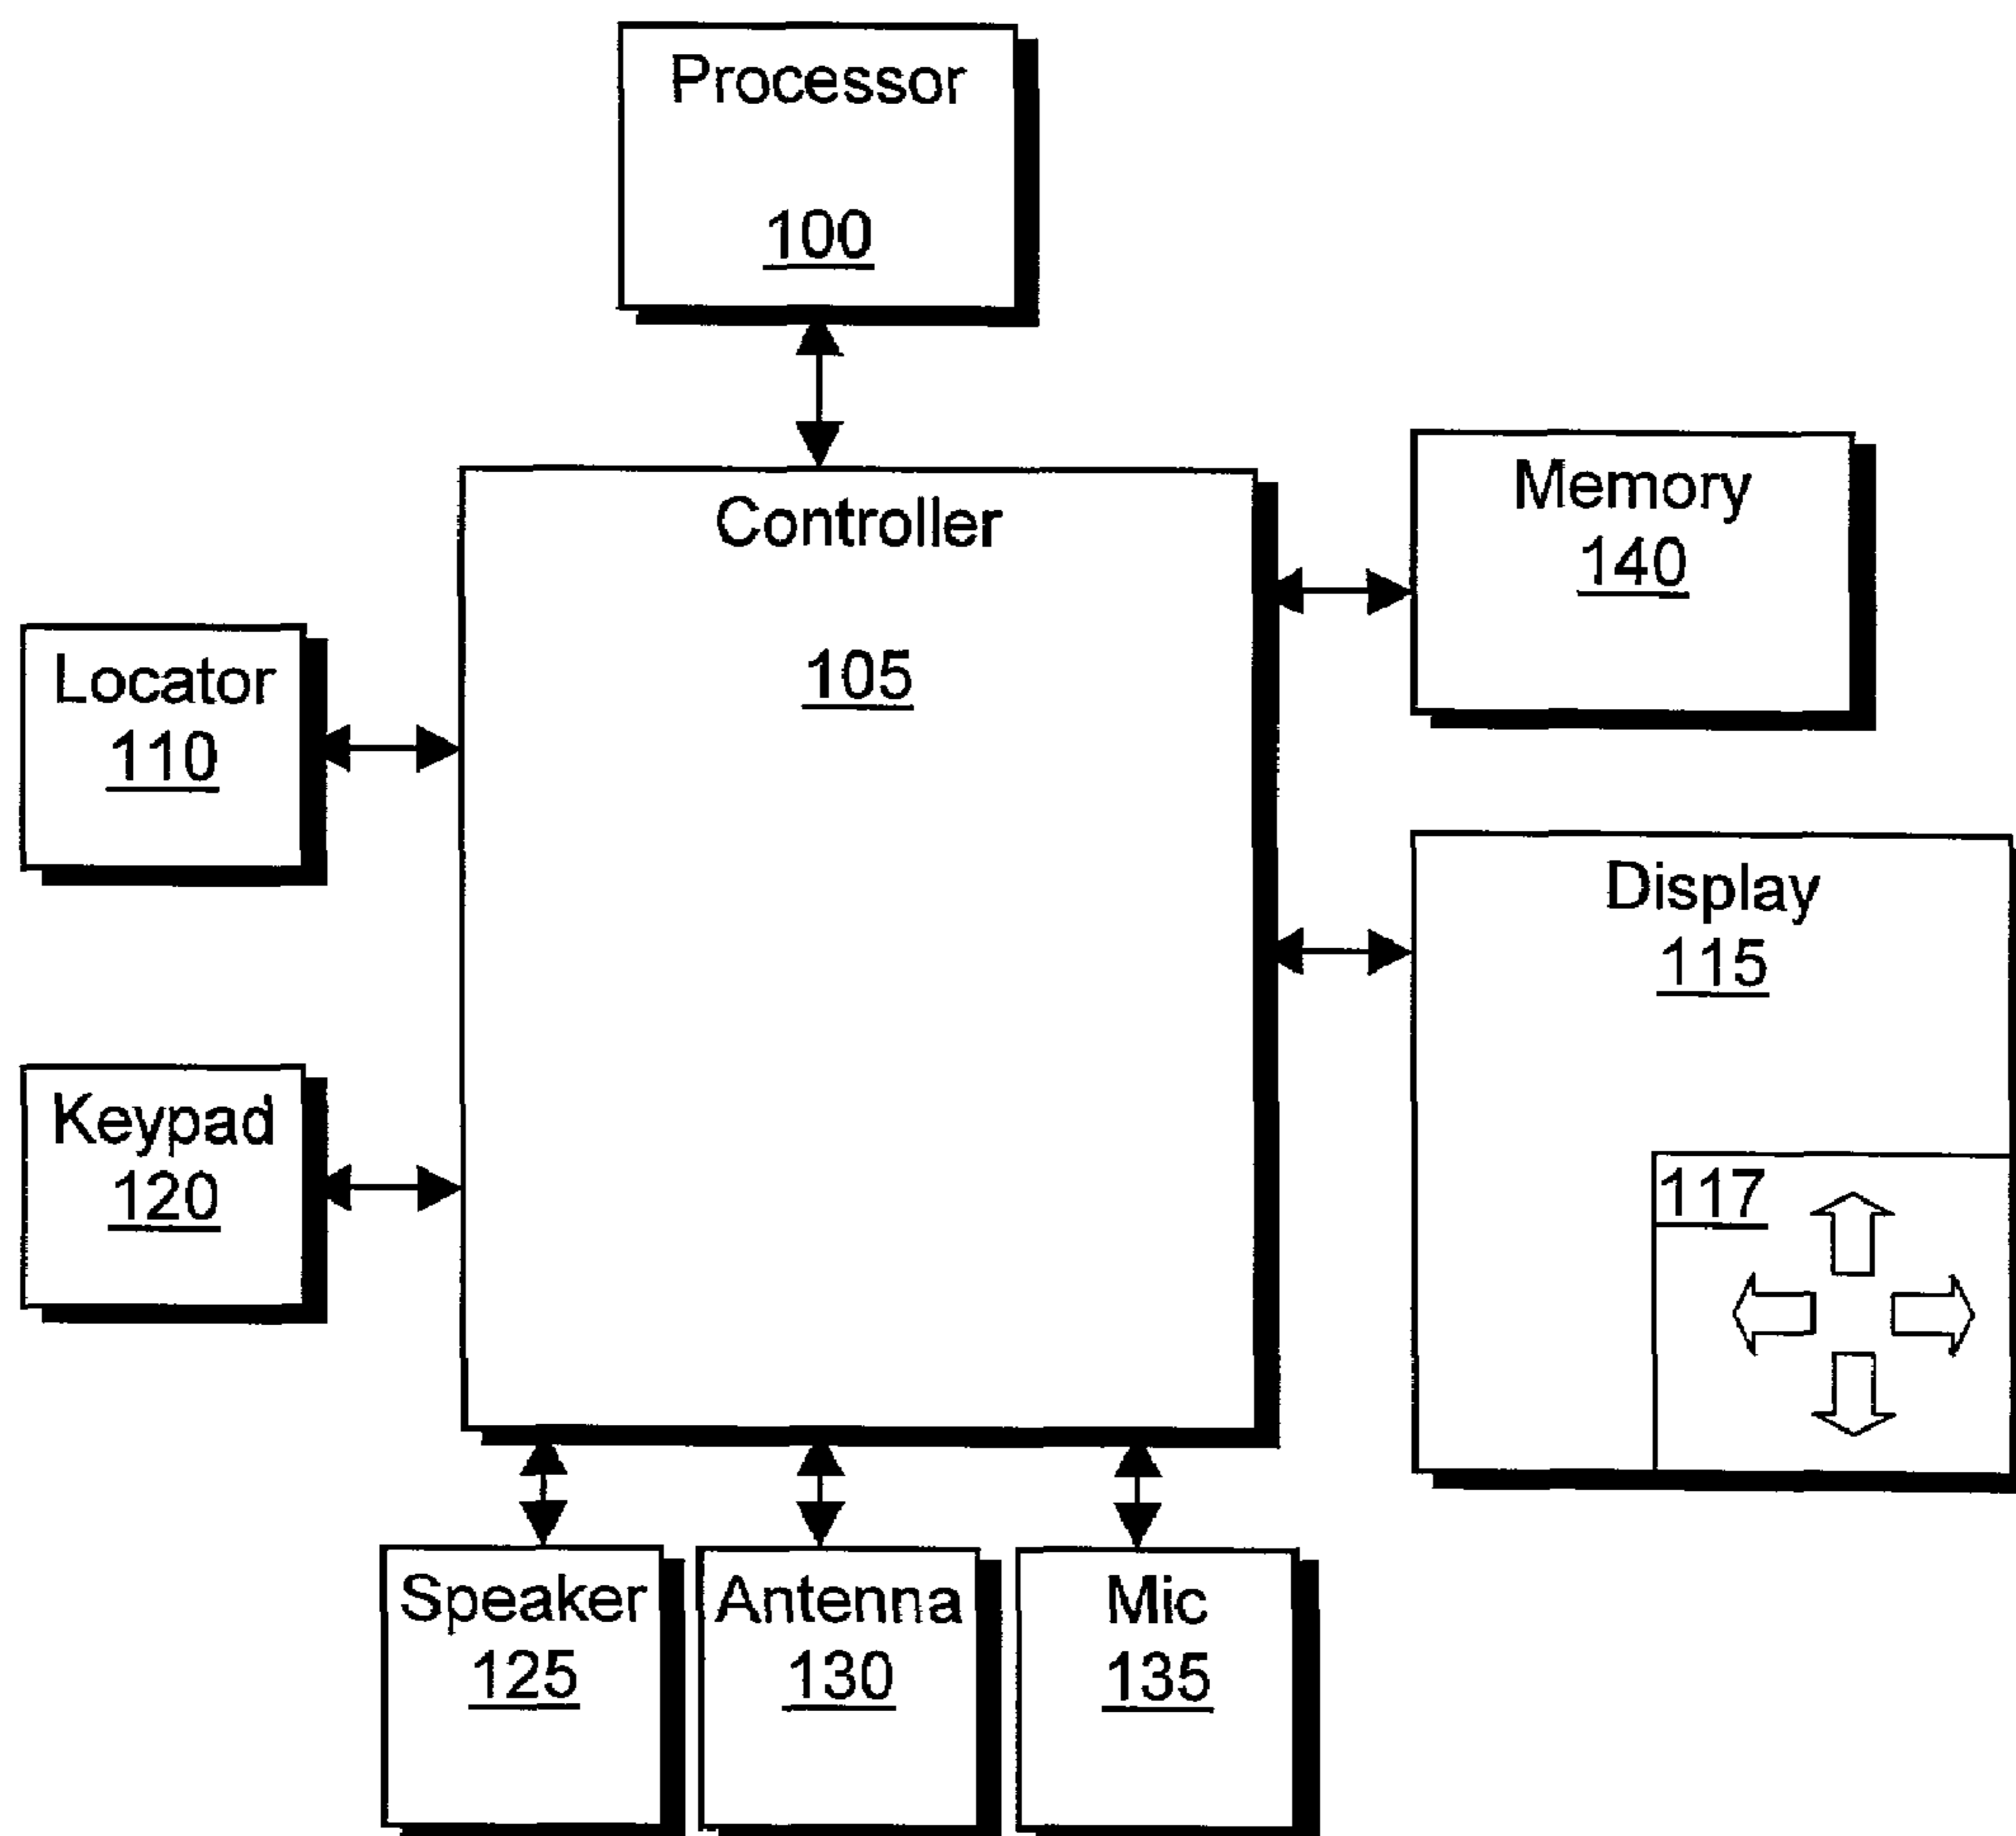 Processor
100
Controller
105
Memory
140
Locator
110
Display
115
Keypad
120
117
Speaker
125
Antenna
130
Mic
135